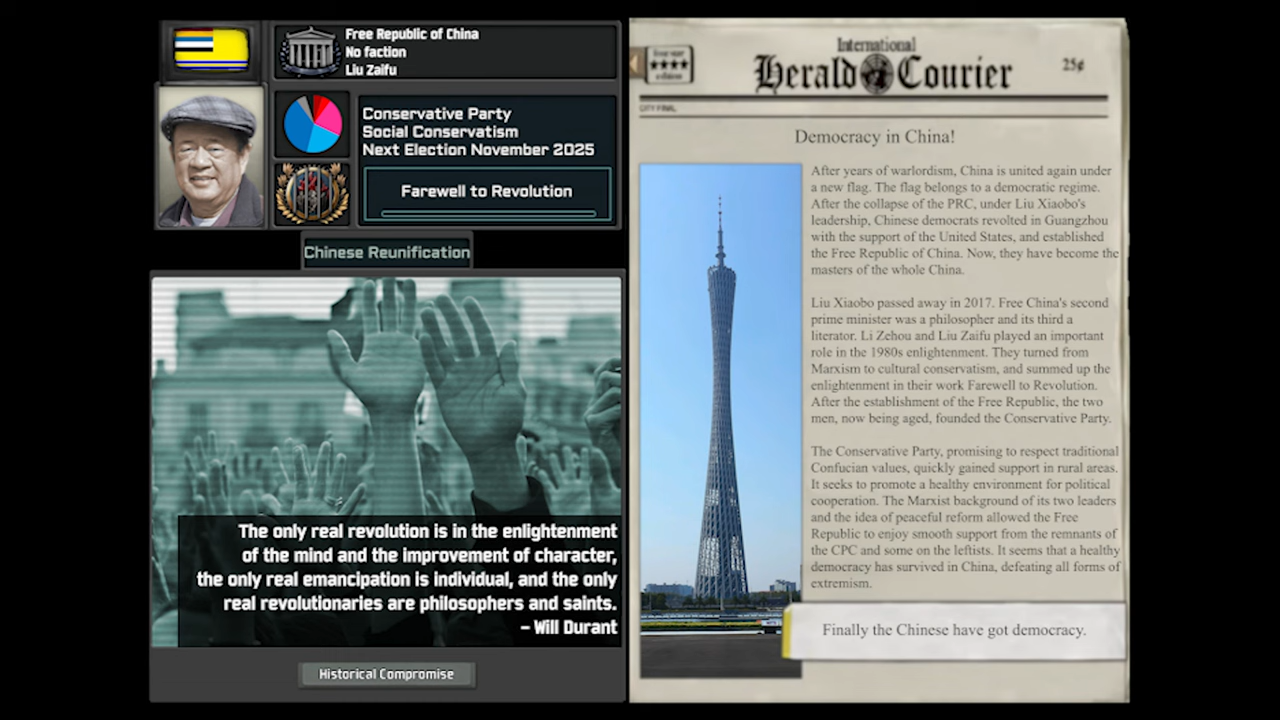 Free Republic of China
No faction
Liu Zaifu
Conservative Party
Social Conservatism
Next Election November 2025
Farewell to Revolution
Chinese Reunification
The only real revolution is in the enlightenment
of the mind and the improvement of character,
the only real emancipation is individual, and the only
real revolutionaries are philosophers and saints.
– Will Durant
Historical Compromise
International
Herald Courier
25¢
CITY FINAL
Democracy in China!
After years of warlordism, China is united again under
a new flag. The flag belongs to a democratic regime.
After the collapse of the PRC, under Liu Xiaobo's
leadership, Chinese democrats revolted in Guangzhou
with the support of the United States, and established
the Free Republic of China. Now, they have become the
masters of the whole China.
Liu Xiaobo passed away in 2017. Free China's second
prime minister was a philosopher and its third a
literator. Li Zehou and Liu Zaifu played an important
role in the 1980s enlightenment. They turned from
Marxism to cultural conservatism, and summed up the
enlightenment in their work Farewell to Revolution.
After the establishment of the Free Republic, the two
men, now being aged, founded the Conservative Party.
The Conservative Party, promising to respect traditional
Confucian values, quickly gained support in rural areas.
It seeks to promote a healthy environment for political
cooperation. The Marxist background of its two leaders
and the idea of peaceful reform allowed the Free
Republic to enjoy smooth support from the remnants of
the CPC and some on the leftists. It seems that a healthy
democracy has survived in China, defeating all forms of
extremism.
Finally the Chinese have got democracy.